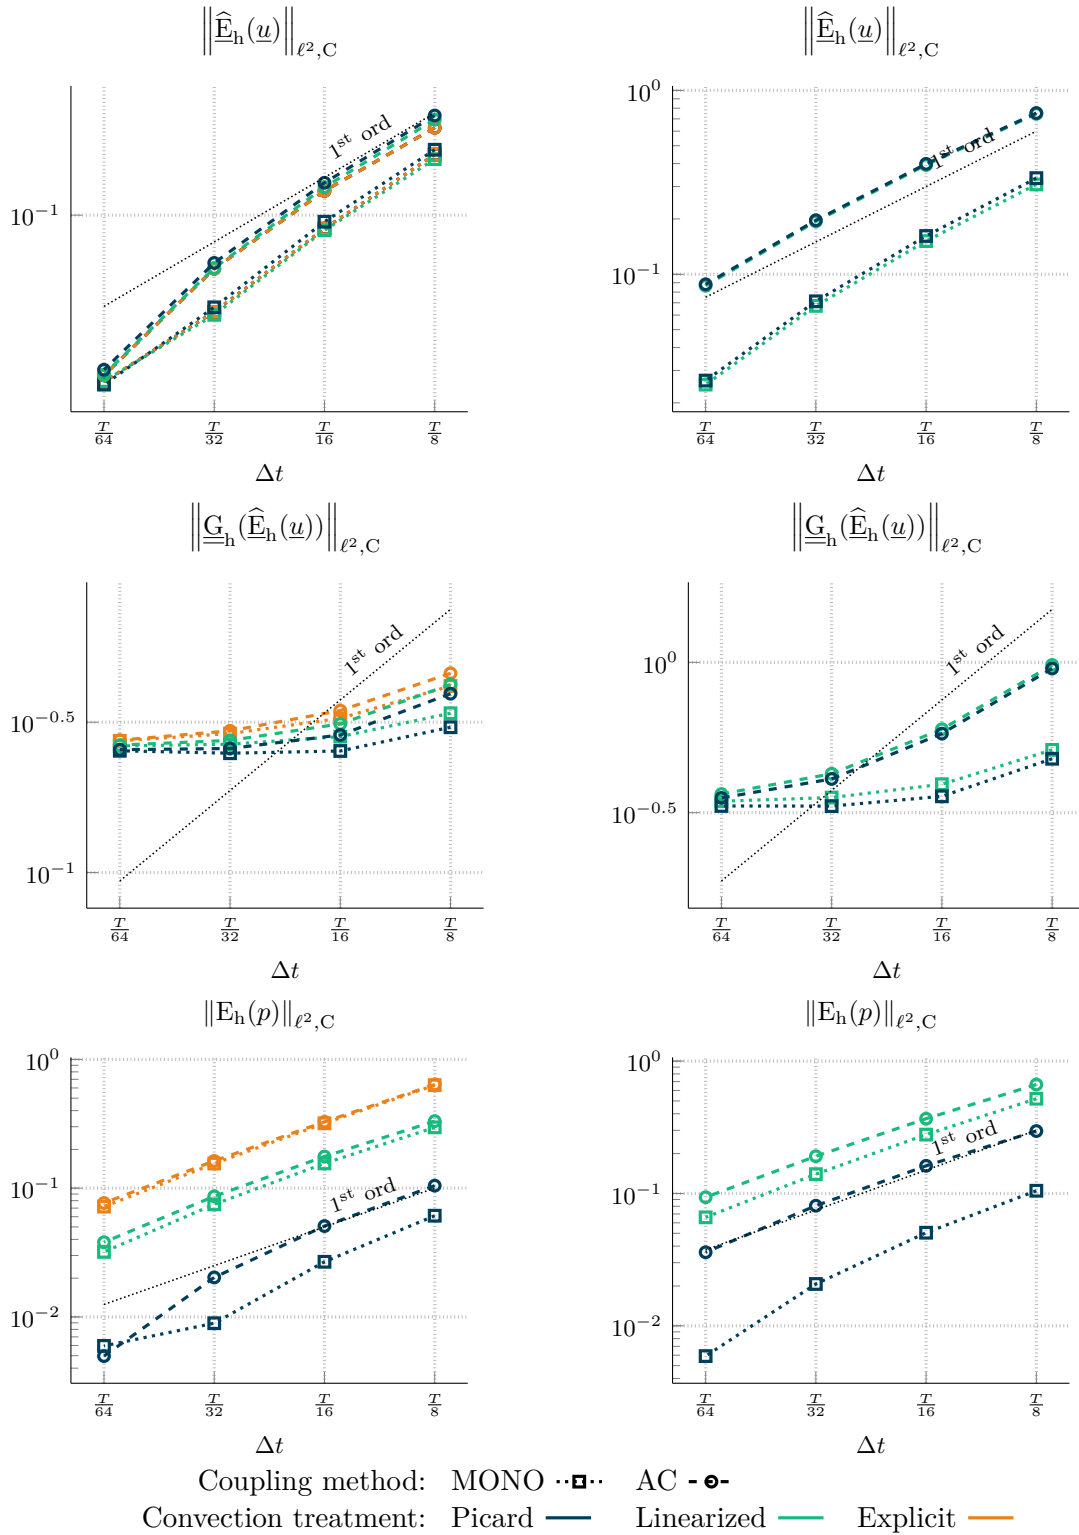 ‖Ê_h(u)‖_{ℓ²,C} ‖Ê_h(u)‖_{ℓ²,C}
10^{-1}
1^{st} ord
T/64 T/32 T/16 T/8
Δt
10^0
10^{-1}
1^{st} ord
T/64 T/32 T/16 T/8
Δt
‖G_h(Ê_h(u))‖_{ℓ²,C} ‖G_h(Ê_h(u))‖_{ℓ²,C}
10^{-0.5}
10^{-1}
1^{st} ord
T/64 T/32 T/16 T/8
Δt
10^0
10^{-0.5}
1^{st} ord
T/64 T/32 T/16 T/8
Δt
‖E_h(p)‖_{ℓ²,C} ‖E_h(p)‖_{ℓ²,C}
10^0
10^{-1}
10^{-2}
1^{st} ord
T/64 T/32 T/16 T/8
Δt
10^0
10^{-1}
10^{-2}
1^{st} ord
T/64 T/32 T/16 T/8
Δt
Coupling method: MONO AC
Convection treatment: Picard Linearized Explicit